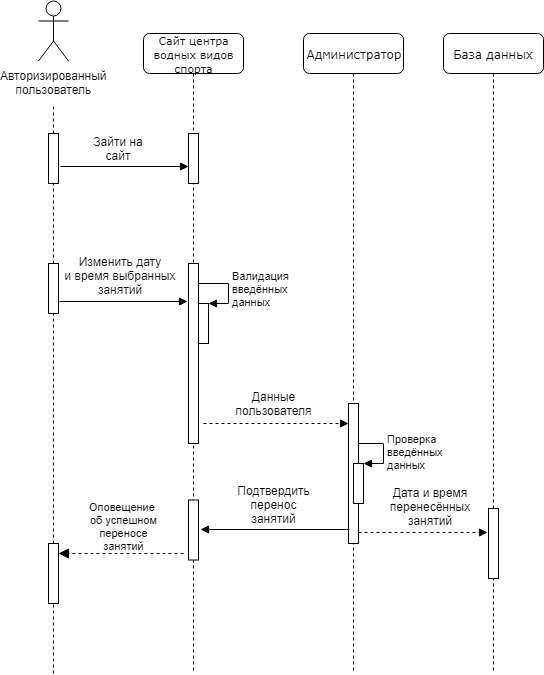 Авторизированный
пользователь
Сайт центра
водных видов
спорта
Администратор
База данных
Зайти на
сайт
Изменить дату
и время выбранных
занятий
Валидация
введённых
данных
Данные
пользователя
Проверка
введённых
данных
Подтвердить
перенос
занятий
Дата и время
перенесённых
занятий
Оповещение
об успешном
переносе
занятий